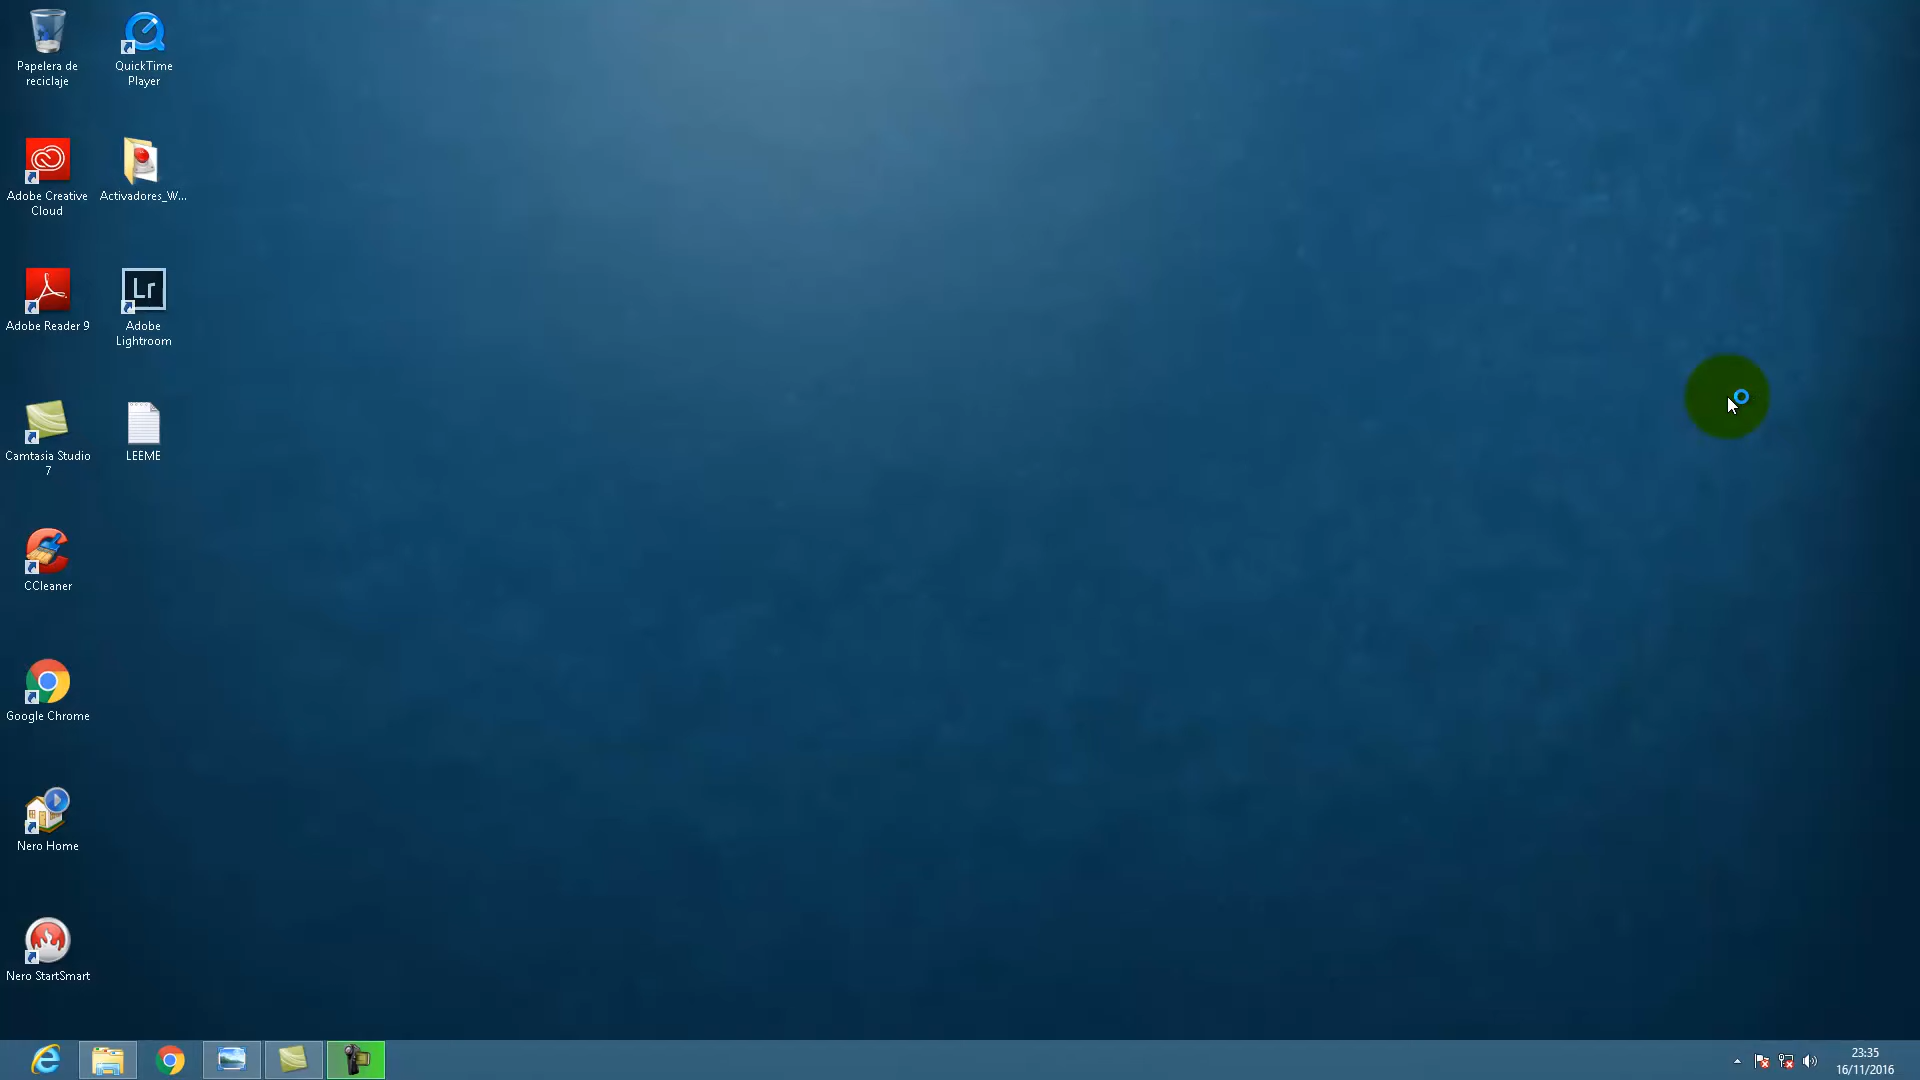 Papelera de
reciclaje
QuickTime
Player
Adobe Creative
Cloud
Activadores_W...
Adobe Reader 9
Lr
Adobe
Lightroom
Camtasia Studio
7
LEEME
CCleaner
Google Chrome
Nero Home
Nero StartSmart
23:35
16/11/2016